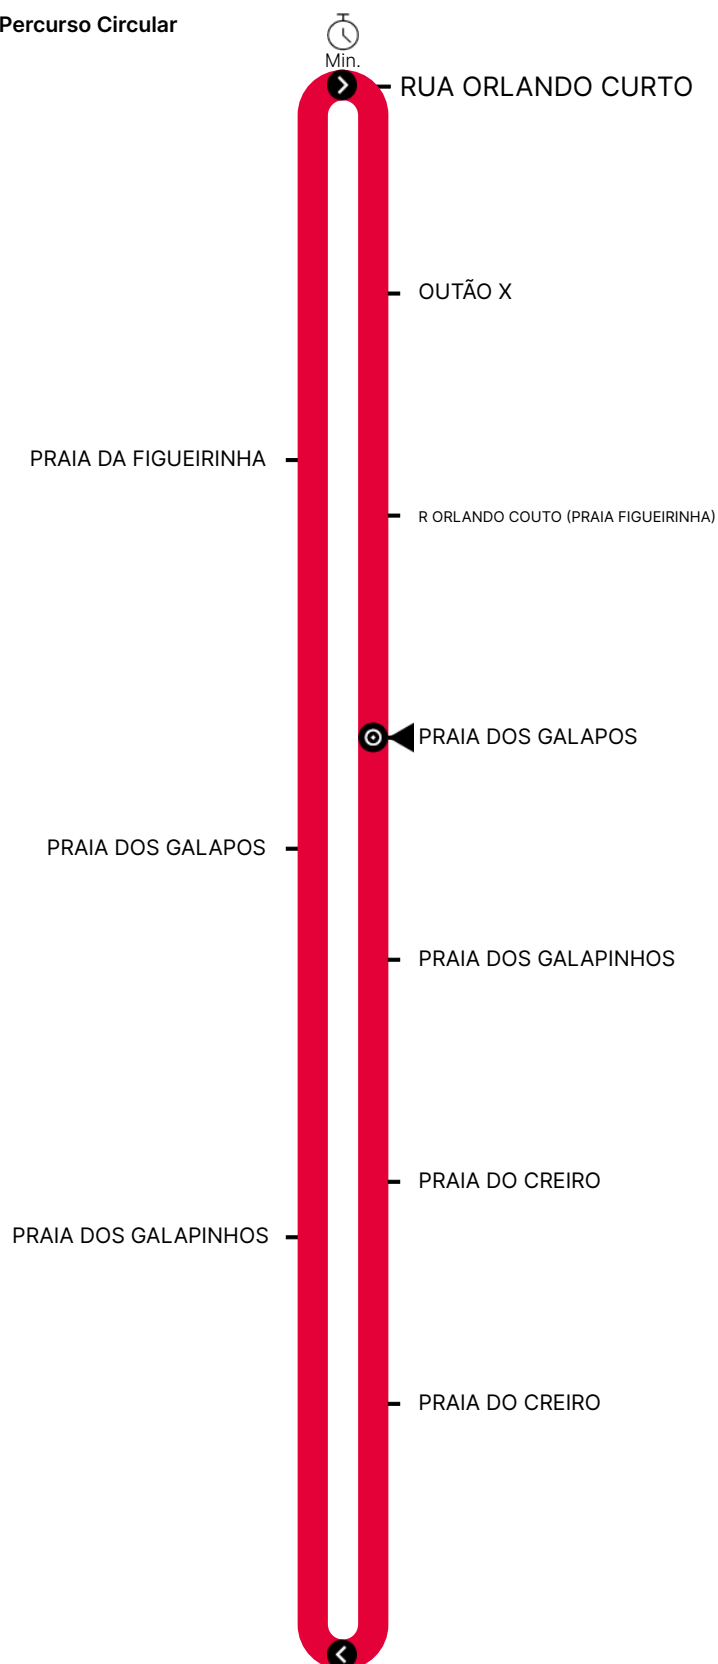 Percurso Circular
Min.
RUA ORLANDO CURTO
OUTÃO X
PRAIA DA FIGUEIRINHA
R ORLANDO COUTO (PRAIA FIGUEIRINHA)
PRAIA DOS GALAPOS
PRAIA DOS GALAPOS
PRAIA DOS GALAPINHOS
PRAIA DO CREIRO
PRAIA DOS GALAPINHOS
PRAIA DO CREIRO